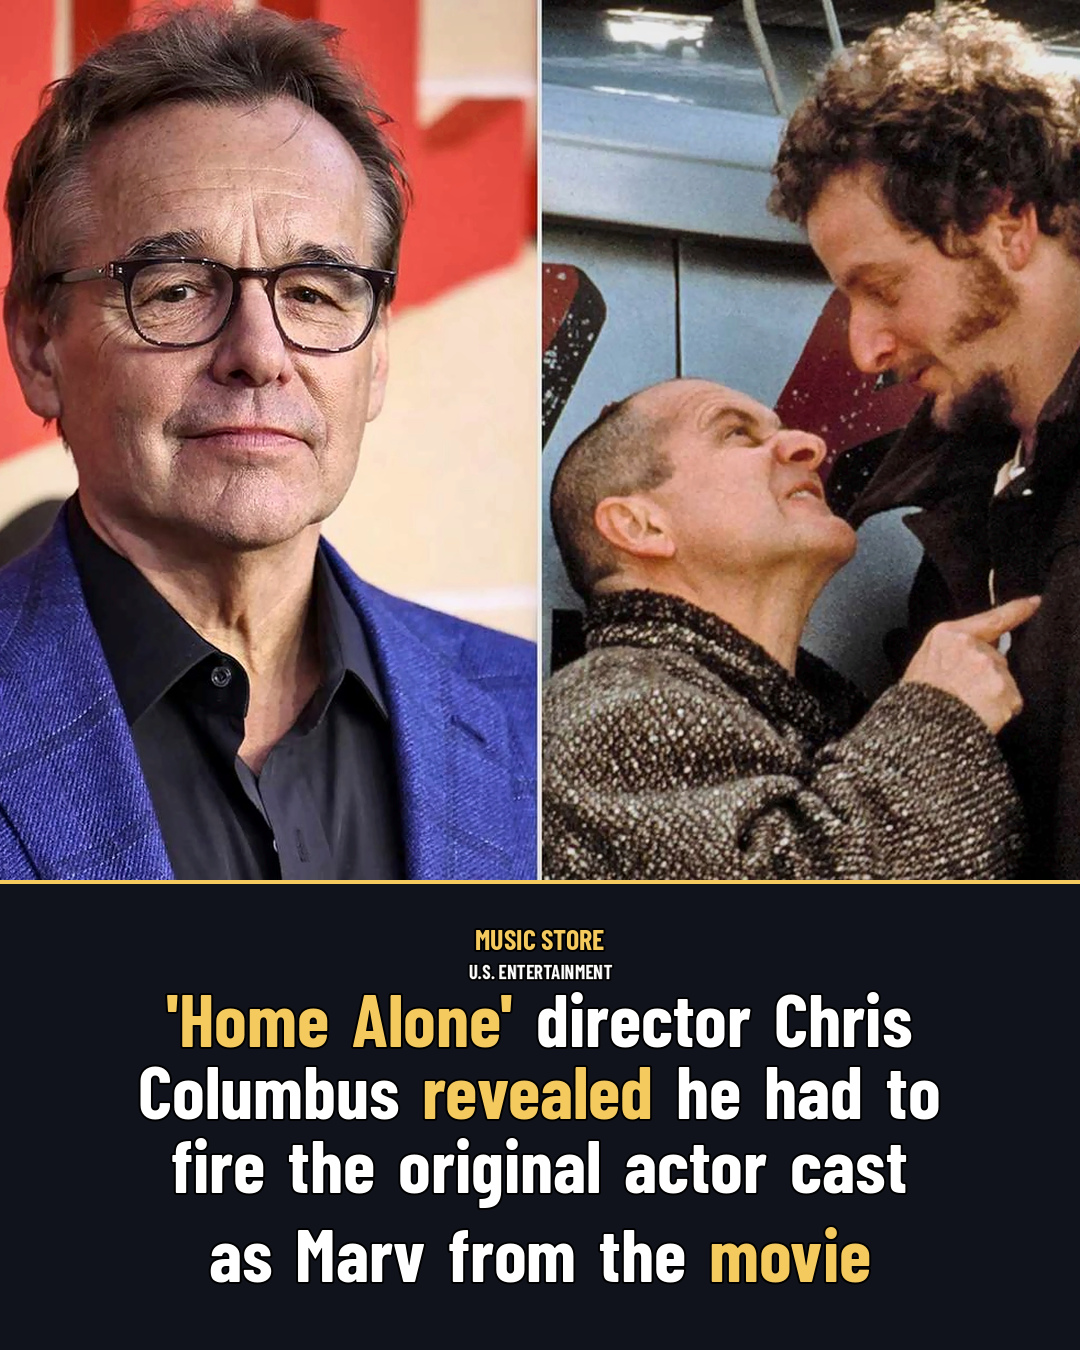 MUSIC STORE
U.S. ENTERTAINMENT
'Home Alone' director Chris
Columbus revealed he had to
fire the original actor cast
as Marv from the movie